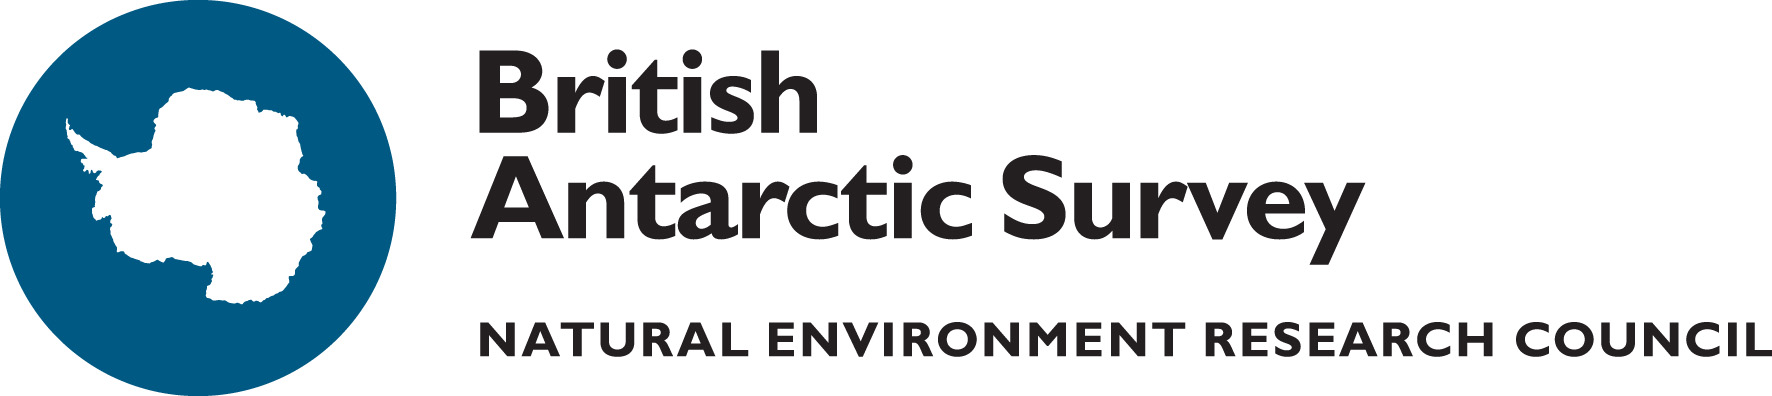 British
Antarctic Survey
NATURAL ENVIRONMENT RESEARCH COUNCIL